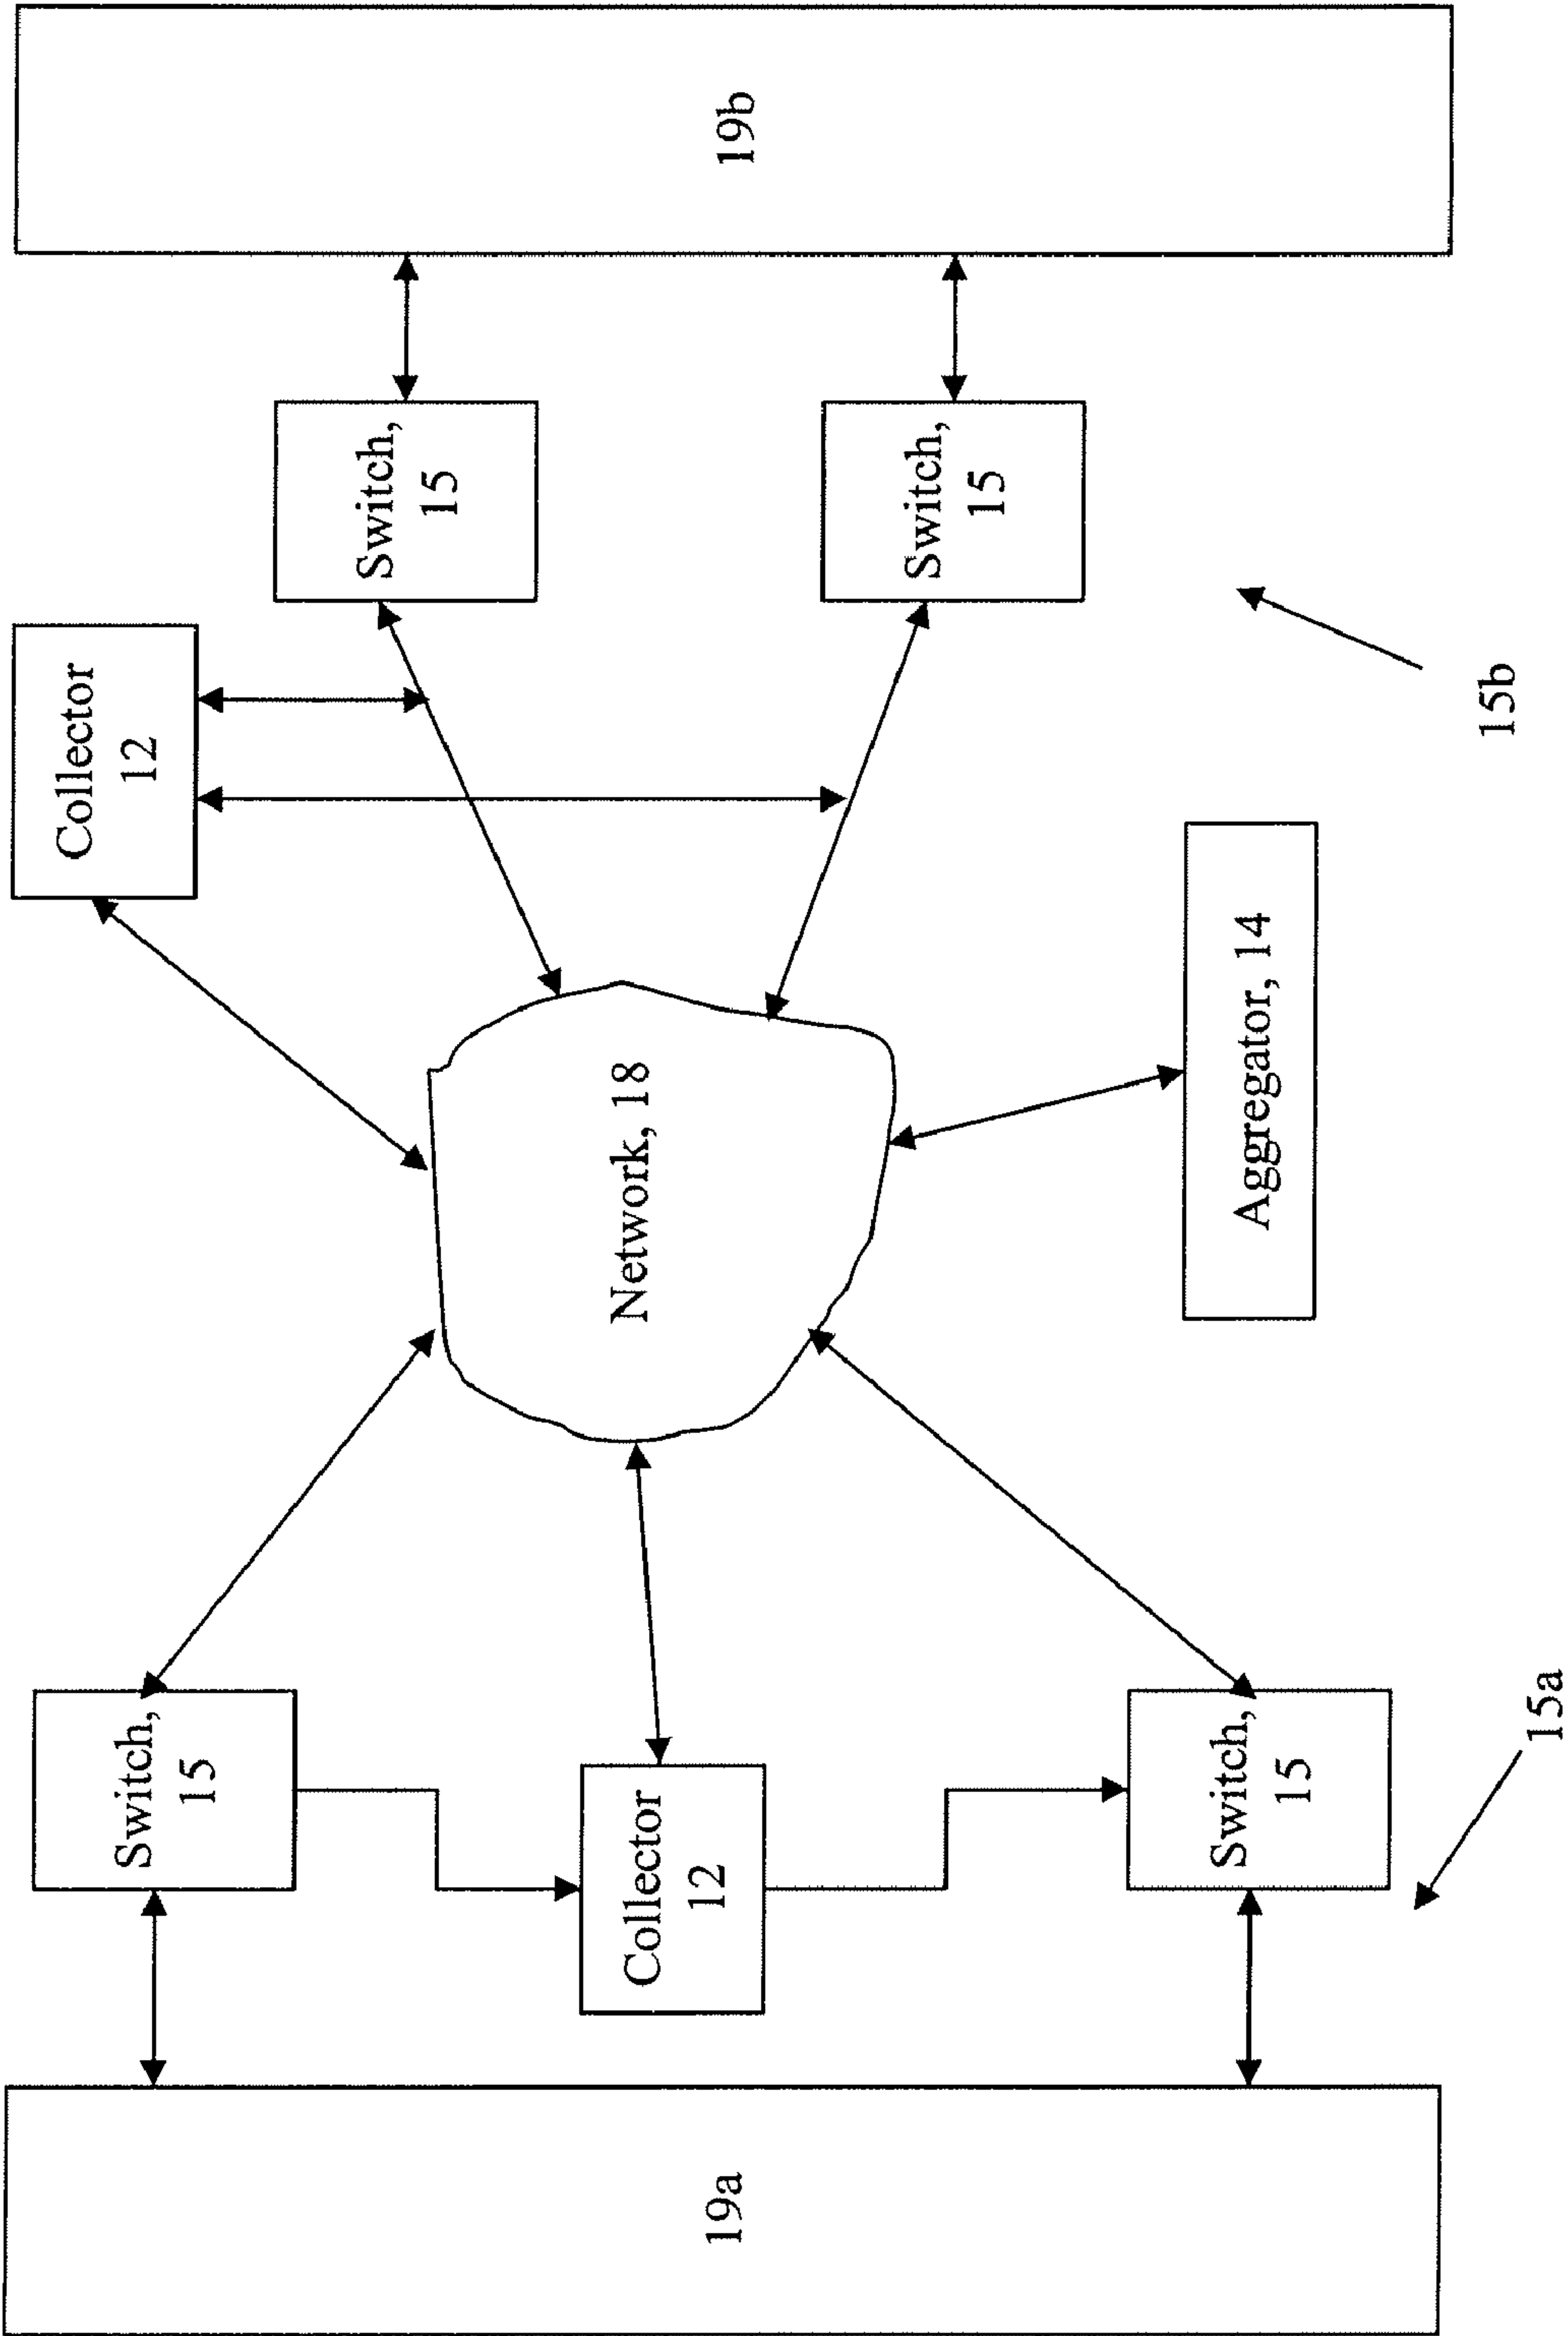 Collector
12
Switch,
15
Switch,
15
Collector
12
Network, 18
19a
19b
Switch,
15
Switch,
15
Aggregator, 14
15b
15a